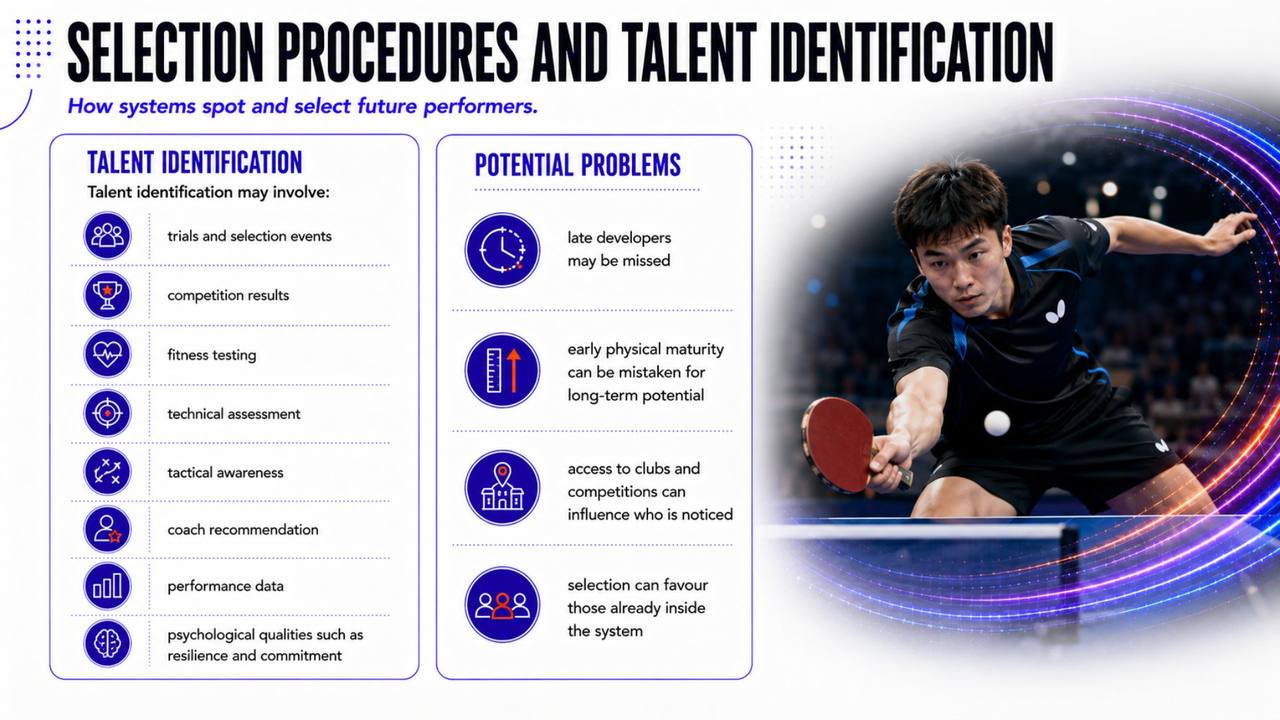 SELECTION PROCEDURES AND TALENT IDENTIFICATION
How systems spot and select future performers.
TALENT IDENTIFICATION
Talent identification may involve:
trials and selection events
competition results
fitness testing
technical assessment
tactical awareness
coach recommendation
performance data
psychological qualities such as
resilience and commitment
POTENTIAL PROBLEMS
late developers
may be missed
early physical maturity
can be mistaken for
long-term potential
access to clubs and
competitions can
influence who is noticed
selection can favour
those already inside
the system